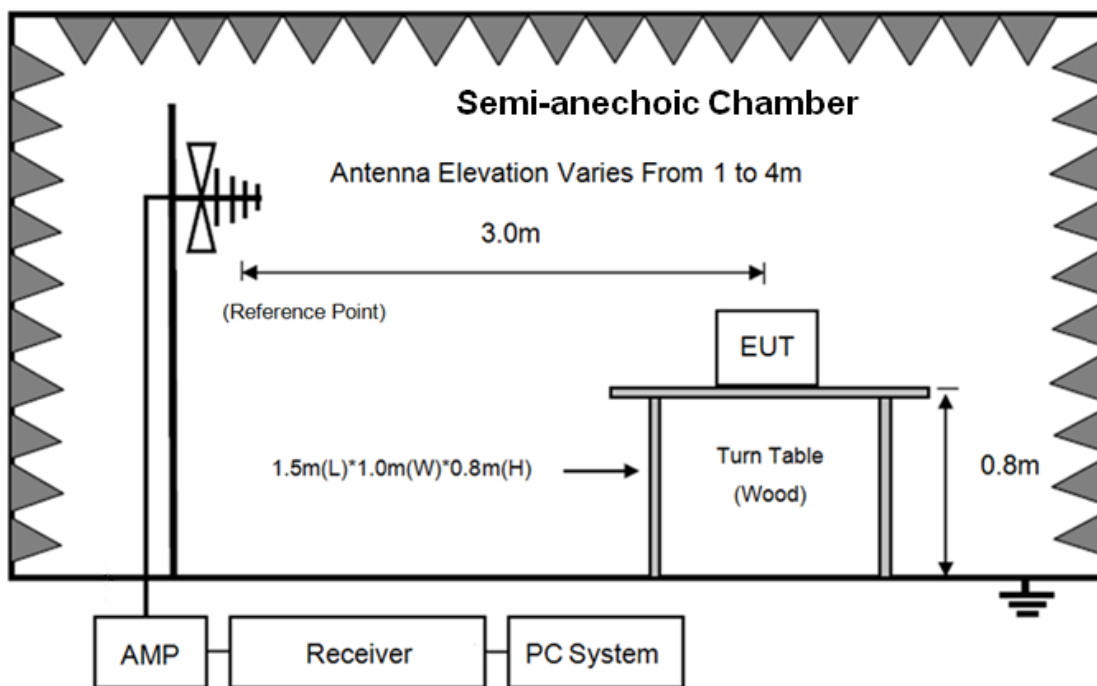 Semi-anechoic Chamber
Antenna Elevation Varies From 1 to 4m
3.0m
(Reference Point)
EUT
1.5m(L)*1.0m(W)*0.8m(H)
Turn Table
(Wood)
0.8m
AMP
Receiver
PC System